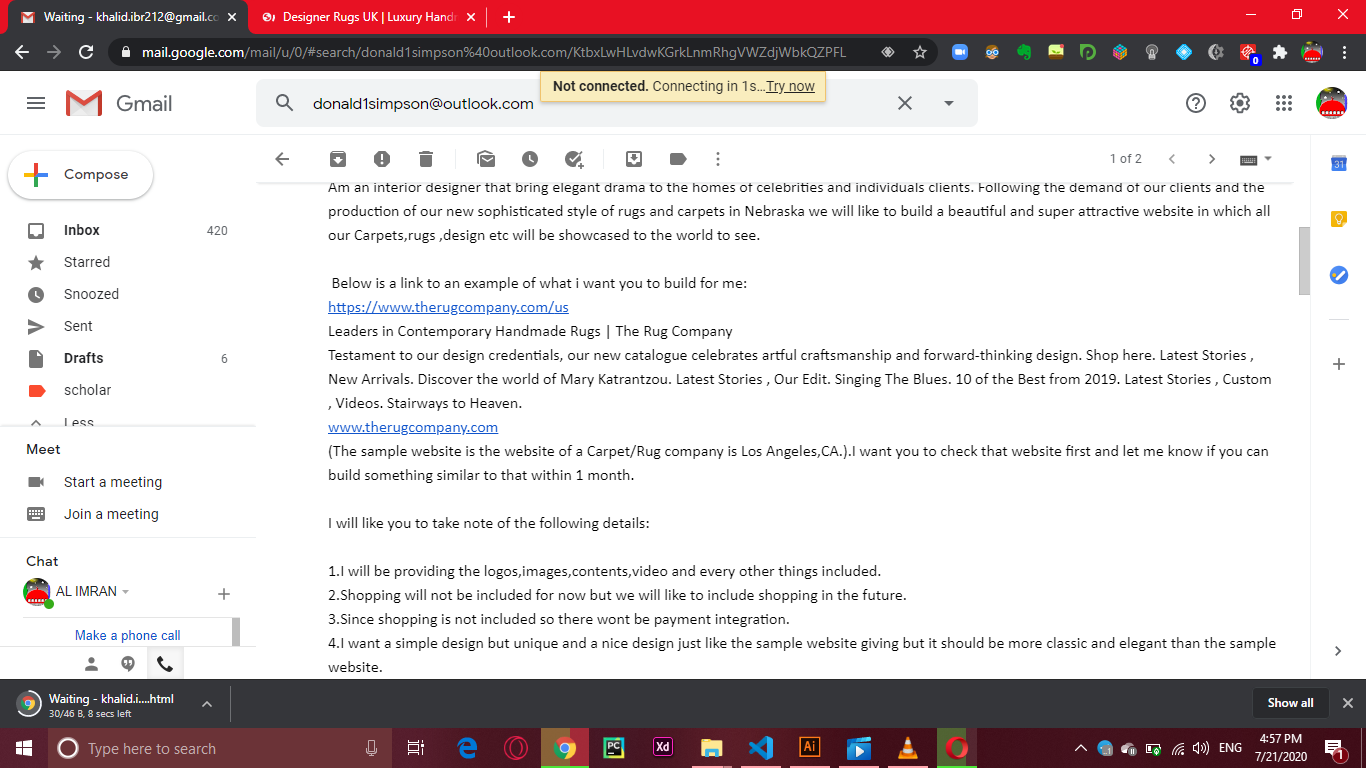 Waiting - khalid.ibr212@gmail.co
Designer Rugs UK | Luxury Handr
mail.google.com/mail/u/0/#search/donald1simpson%40outlook.com/KtbxLwHLvdwKGrkLnmRhgVWZdjWbkQZPFL
0
Not connected. Connecting in 1s…Try now
Gmail
donald1simpson@outlook.com
Compose
1 of 2
31
Inbox 420
Starred
Snoozed
Sent
Drafts 6
scholar
Less
Meet
Start a meeting
Join a meeting
Chat
AL IMRAN
Make a phone call
Am an interior designer that bring elegant drama to the homes of celebrities and individuals clients. Following the demand of our clients and the
production of our new sophisticated style of rugs and carpets in Nebraska we will like to build a beautiful and super attractive website in which all
our Carpets,rugs ,design etc will be showcased to the world to see.
Below is a link to an example of what i want you to build for me:
https://www.therugcompany.com/us
Leaders in Contemporary Handmade Rugs | The Rug Company
Testament to our design credentials, our new catalogue celebrates artful craftsmanship and forward-thinking design. Shop here. Latest Stories ,
New Arrivals. Discover the world of Mary Katrantzou. Latest Stories , Our Edit. Singing The Blues. 10 of the Best from 2019. Latest Stories , Custom
, Videos. Stairways to Heaven.
www.therugcompany.com
(The sample website is the website of a Carpet/Rug company is Los Angeles,CA.).I want you to check that website first and let me know if you can
build something similar to that within 1 month.
I will like you to take note of the following details:
1.I will be providing the logos,images,contents,video and every other things included.
2.Shopping will not be included for now but we will like to include shopping in the future.
3.Since shopping is not included so there wont be payment integration.
4.I want a simple design but unique and a nice design just like the sample website giving but it should be more classic and elegant than the sample
website.
Waiting - khalid.i....html
30/46 B, 8 secs left
Show all
Type here to search
PC
Xd
Ai
ENG
4:57 PM
7/21/2020
1